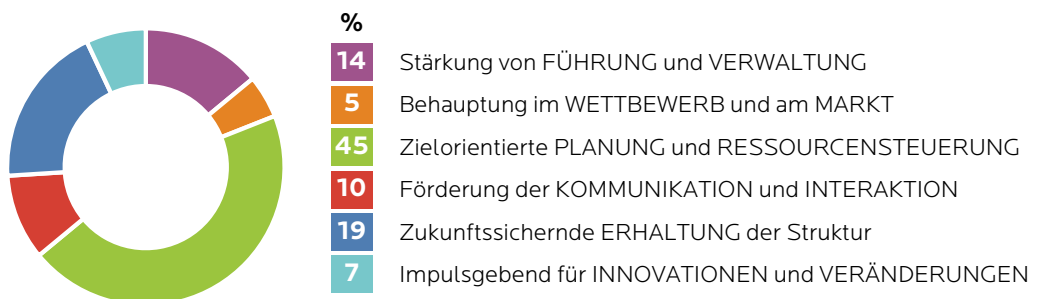 %
14 Stärkung von FÜHRUNG und VERWALTUNG
5 Behauptung im WETTBEWERB und am MARKT
45 Zielorientierte PLANUNG und RESSOURCENSTEUERUNG
10 Förderung der KOMMUNIKATION und INTERAKTION
19 Zukunftssichernde ERHALTUNG der Struktur
7 Impulsgebend für INNOVATIONEN und VERÄNDERUNGEN